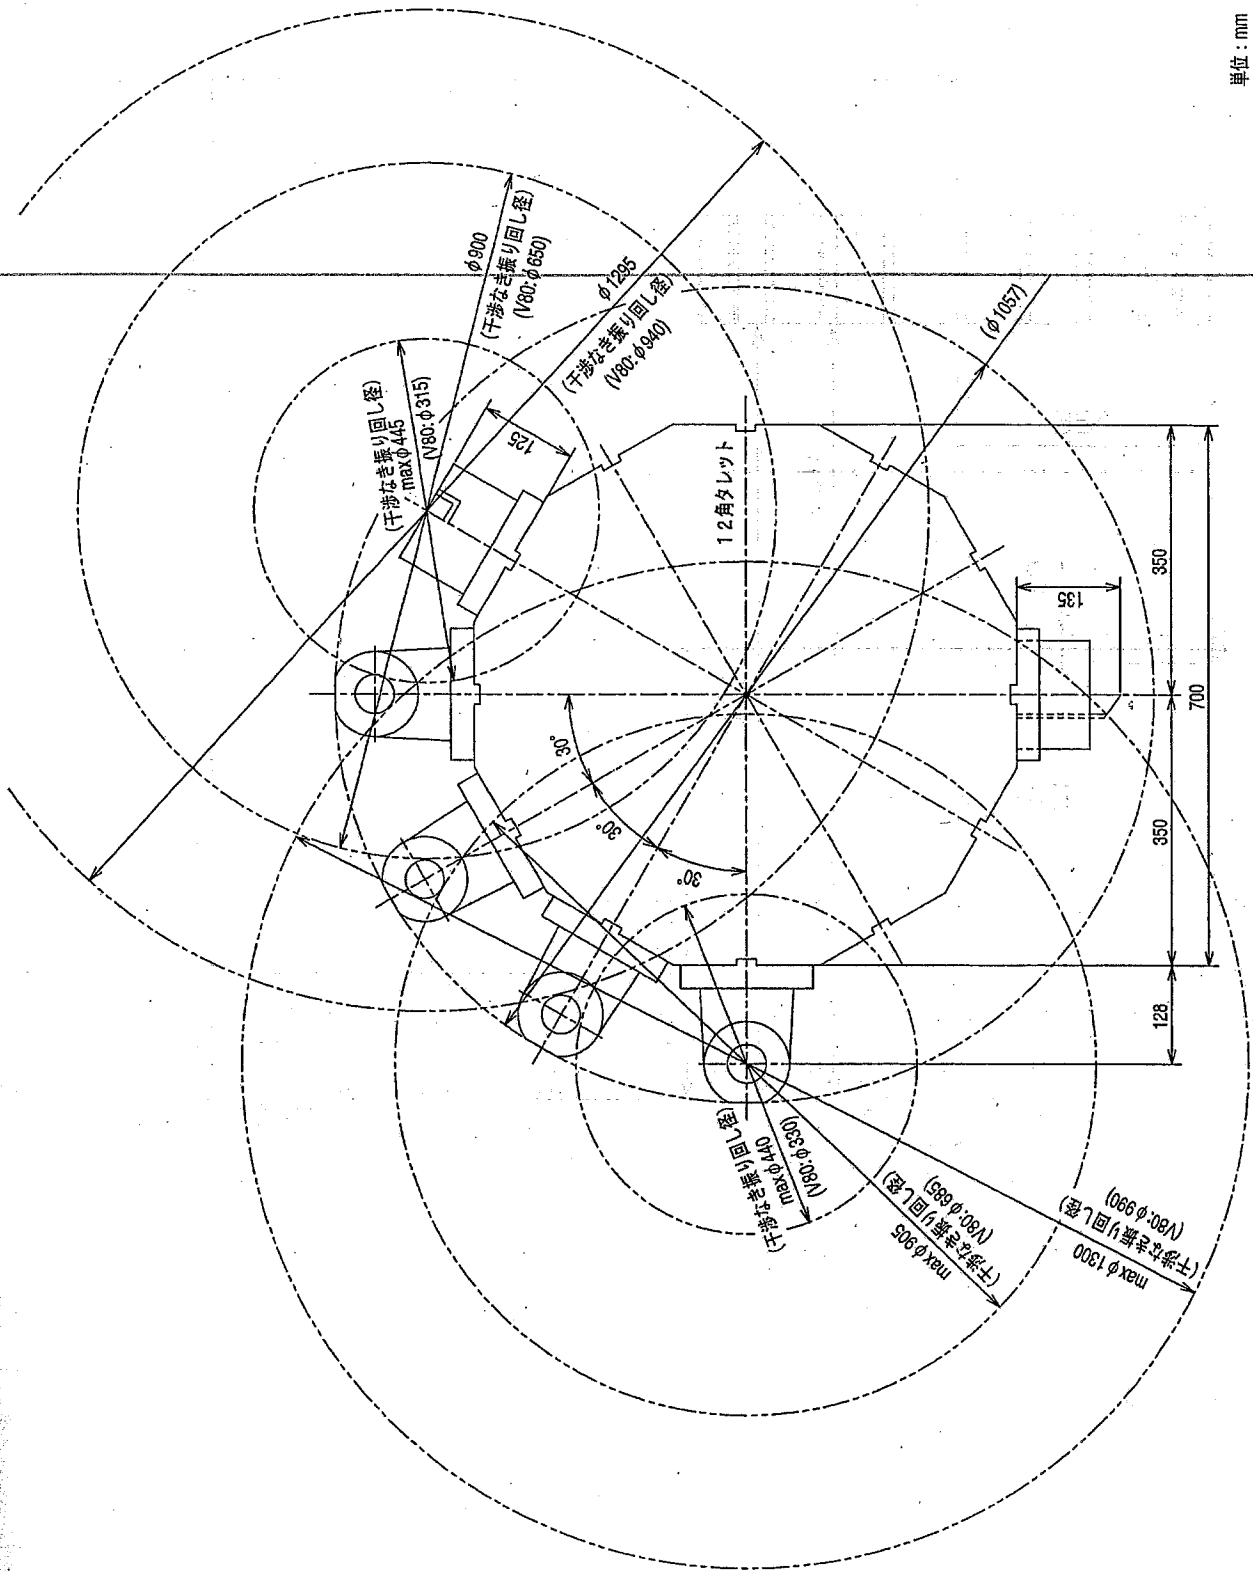 単位：mm
φ900
(干渉なき振り回し径)
(V80:φ650)
φ1295
(干渉なき振り回し径)
(V80:φ940)
(干渉なき振り回し径)
maxφ445
(V80:φ315)
125
(φ1057)
12角タレット
30°
30°
30°
135
350
350
700
128
(干渉なき振り回し径)
maxφ440
(V80:φ330)
maxφ905
(干渉なき振り回し径)
(V80:φ685)
maxφ1300
(干渉なき振り回し径)
(V80:φ990)